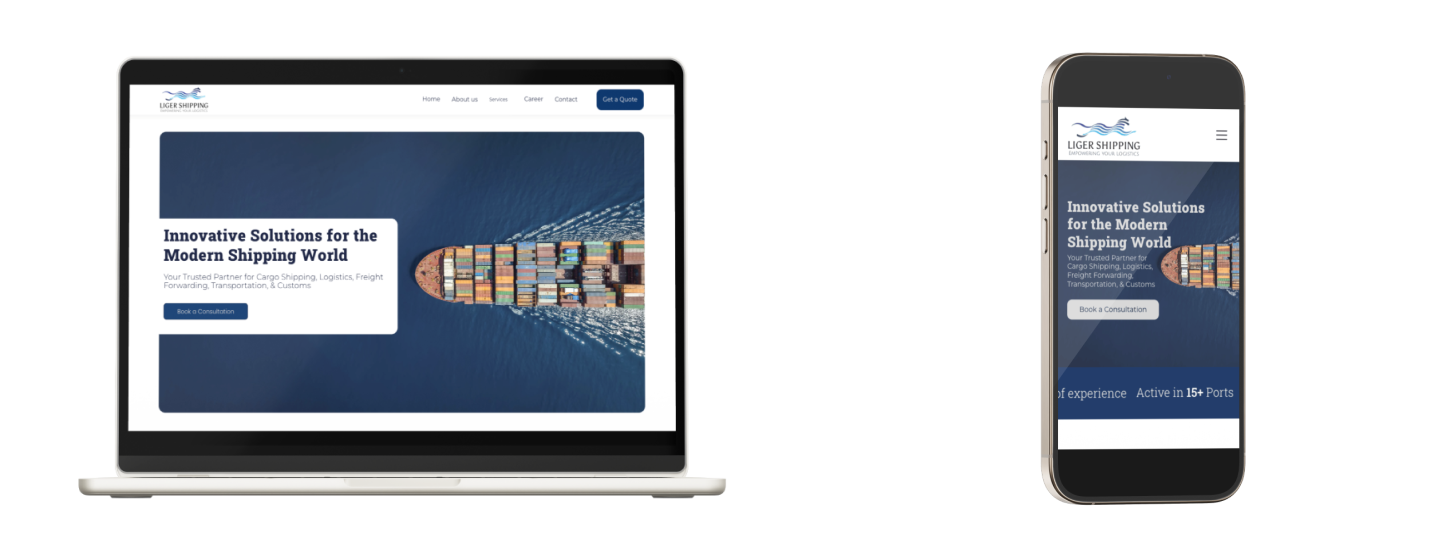 LIGER SHIPPING
EMPOWERING YOUR LOGISTICS
Home About us Services Career Contact Get a Quote
Innovative Solutions for the
Modern Shipping World
Your Trusted Partner for Cargo Shipping, Logistics, Freight
Forwarding, Transportation, & Customs
Book a Consultation
LIGER SHIPPING
EMPOWERING YOUR LOGISTICS
Innovative Solutions
for the Modern
Shipping World
Your Trusted Partner for
Cargo Shipping, Logistics,
Freight Forwarding,
Transportation, & Customs
Book a Consultation
of experience Active in 15+ Ports